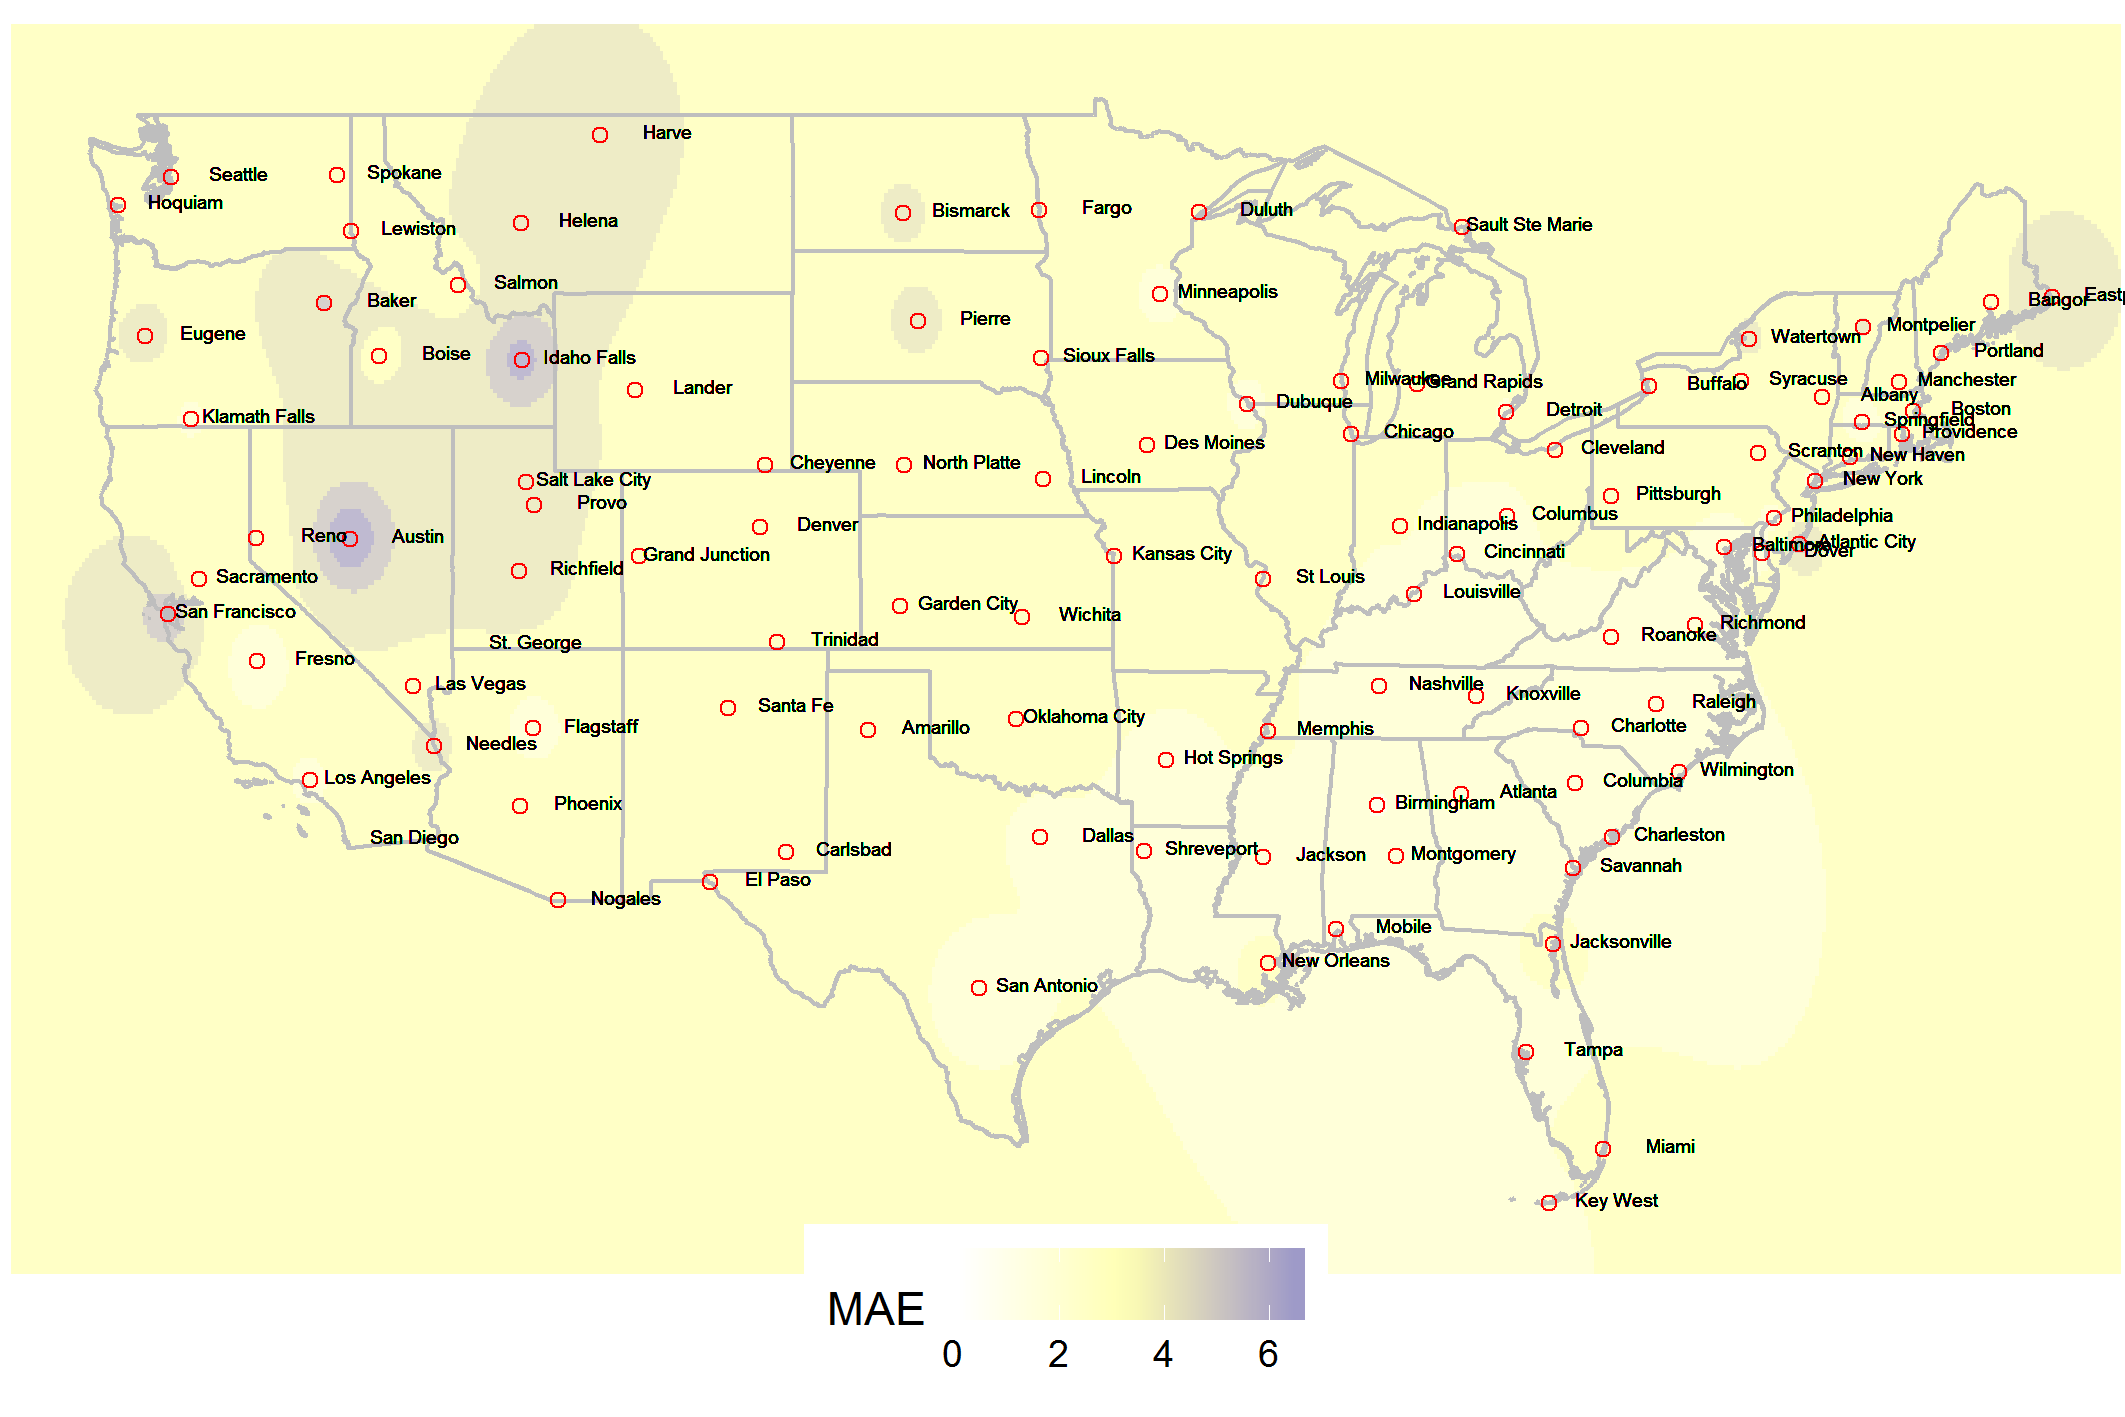 Harve
Seattle
Spokane
Hoquiam
Helena
Bismarck
Fargo
Duluth
Lewiston
Sault Ste Marie
Salmon
Minneapolis
Baker
Bangor
Eastp
Eugene
Pierre
Watertown
Montpelier
Boise
Idaho Falls
Sioux Falls
Portland
Lander
Milwaukee
Grand Rapids
Buffalo
Syracuse
Manchester
Dubuque
Albany
Klamath Falls
Detroit
Boston
Springfield
Chicago
Providence
Des Moines
Cleveland
Scranton
New Haven
Cheyenne
North Platte
Salt Lake City
Lincoln
New York
Provo
Pittsburgh
Denver
Indianapolis
Columbus
Philadelphia
Reno
Austin
Baltimore
Atlantic City
Dover
Grand Junction
Kansas City
Cincinnati
Sacramento
Richfield
St Louis
San Francisco
Garden City
Wichita
Louisville
Richmond
St. George
Trinidad
Roanoke
Fresno
Las Vegas
Nashville
Knoxville
Santa Fe
Raleigh
Flagstaff
Amarillo
Oklahoma City
Memphis
Charlotte
Needles
Hot Springs
Los Angeles
Wilmington
Phoenix
Birmingham
Atlanta
Columbia
San Diego
Dallas
Charleston
Carlsbad
Shreveport
Jackson
Montgomery
El Paso
Savannah
Nogales
Mobile
Jacksonville
New Orleans
San Antonio
Tampa
Miami
Key West
MAE
0 2 4 6